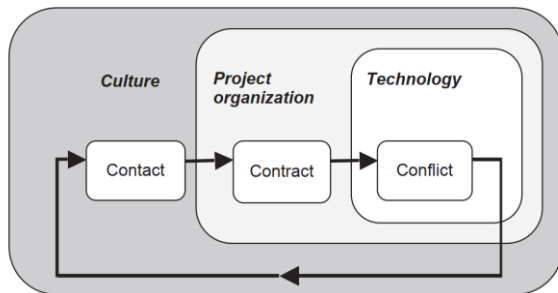 Culture
Project
organization
Technology
Contact
Contract
Conflict